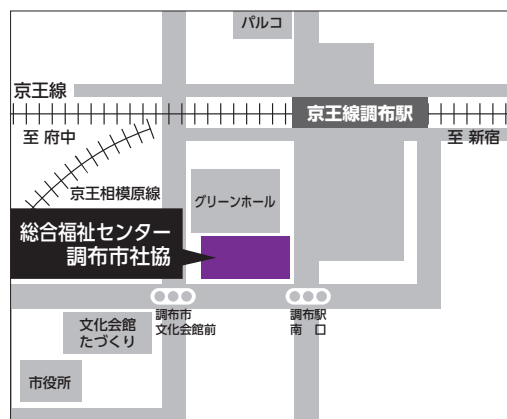 パルコ
京王線
京王線調布駅
至 府中
至 新宿
京王相模原線
グリーンホール
総合福祉センター
調布市社協
調布市
文化会館前
調布駅
南　口
文化会館
たづくり
市役所